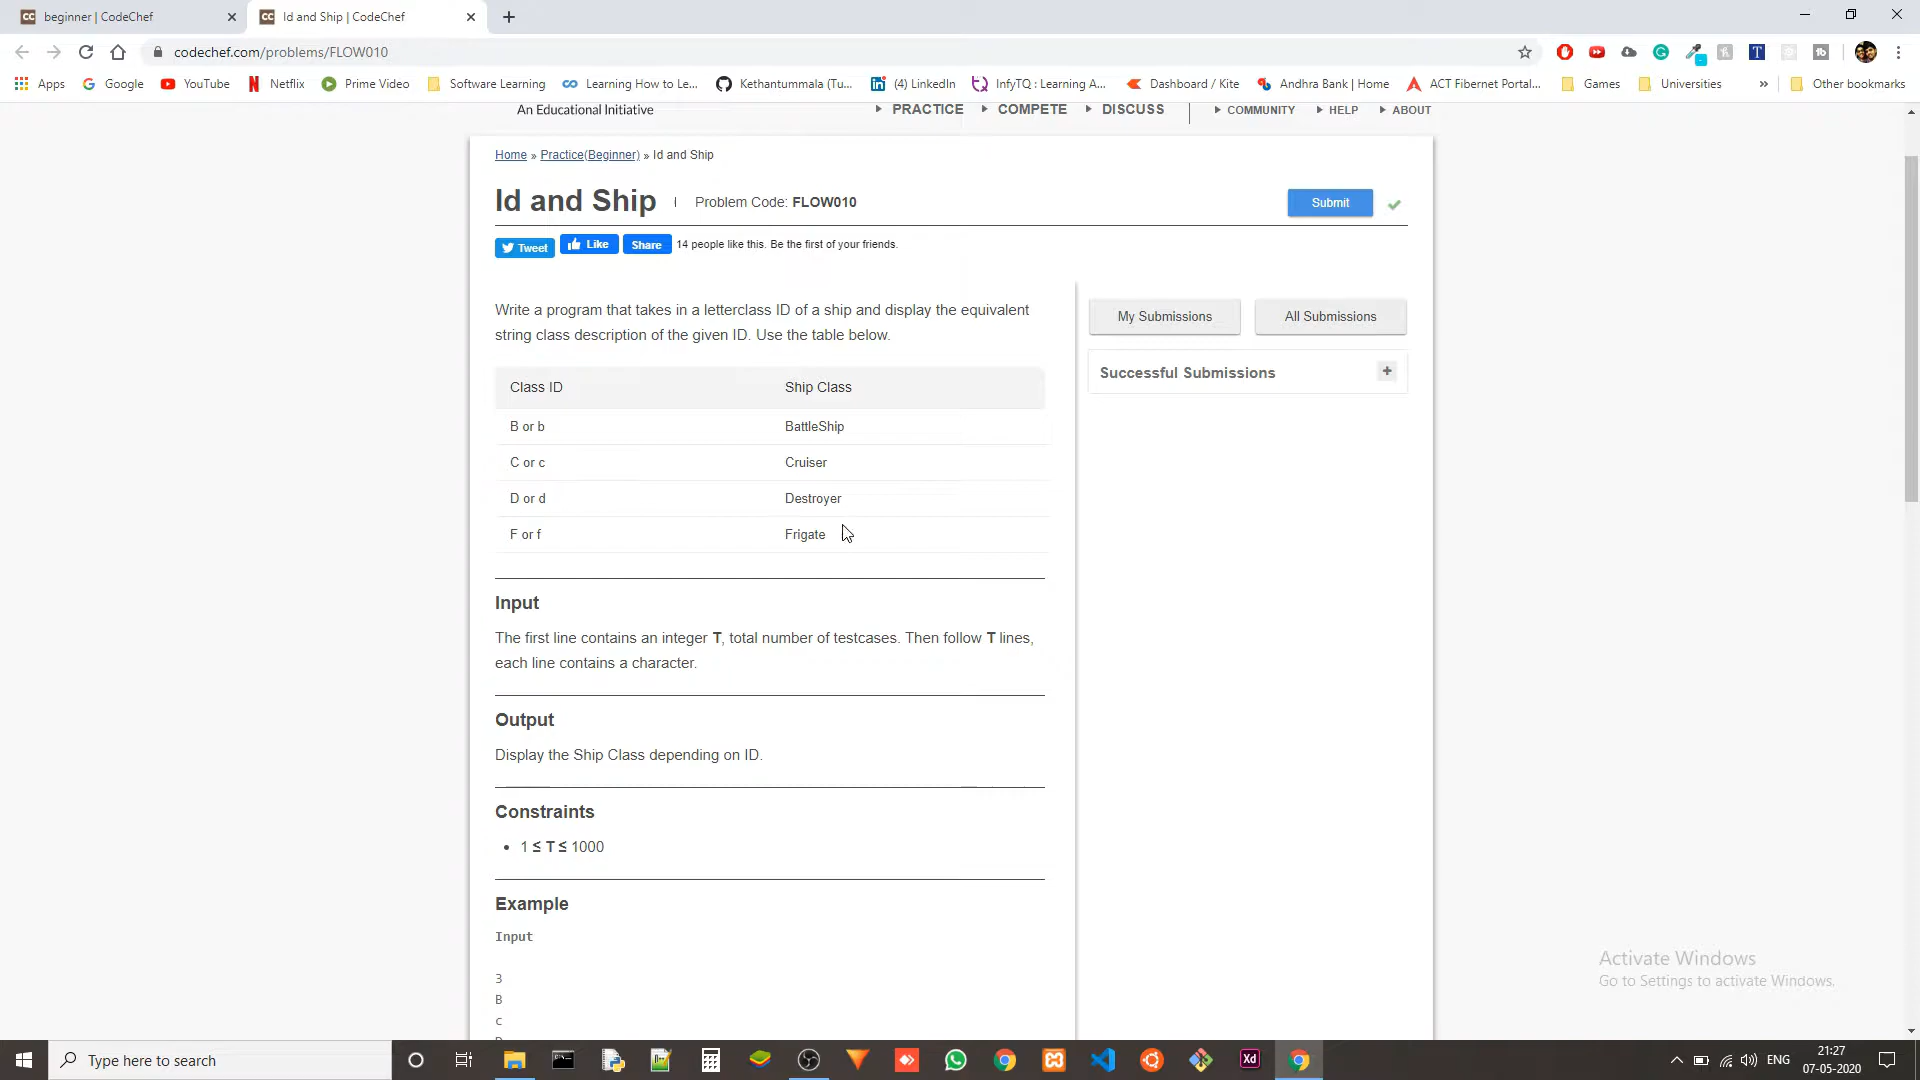 beginner | CodeChef
Id and Ship | CodeChef
codechef.com/problems/FLOW010
Apps
Google
YouTube
Netflix
Prime Video
Software Learning
Learning How to Le...
Kethantummala (Tu...
(4) LinkedIn
InfyTQ : Learning A...
Dashboard / Kite
Andhra Bank | Home
ACT Fibernet Portal...
Games
Universities
»
Other bookmarks
An Educational Initiative
PRACTICE
COMPETE
DISCUSS
COMMUNITY
HELP
ABOUT
Home » Practice(Beginner) » Id and Ship
Id and Ship
Problem Code: FLOW010
Submit
Tweet
Like
Share
14 people like this. Be the first of your friends.
Write a program that takes in a letterclass ID of a ship and display the equivalent
string class description of the given ID. Use the table below.
My Submissions
All Submissions
Successful Submissions
+
Class ID
Ship Class
B or b
BattleShip
C or c
Cruiser
D or d
Destroyer
F or f
Frigate
Input
The first line contains an integer T, total number of testcases. Then follow T lines,
each line contains a character.
Output
Display the Ship Class depending on ID.
Constraints
• 1 ≤ T ≤ 1000
Example
Input
3
B
c
Activate Windows
Go to Settings to activate Windows.
Type here to search
Xd
ENG
21:27
07-05-2020